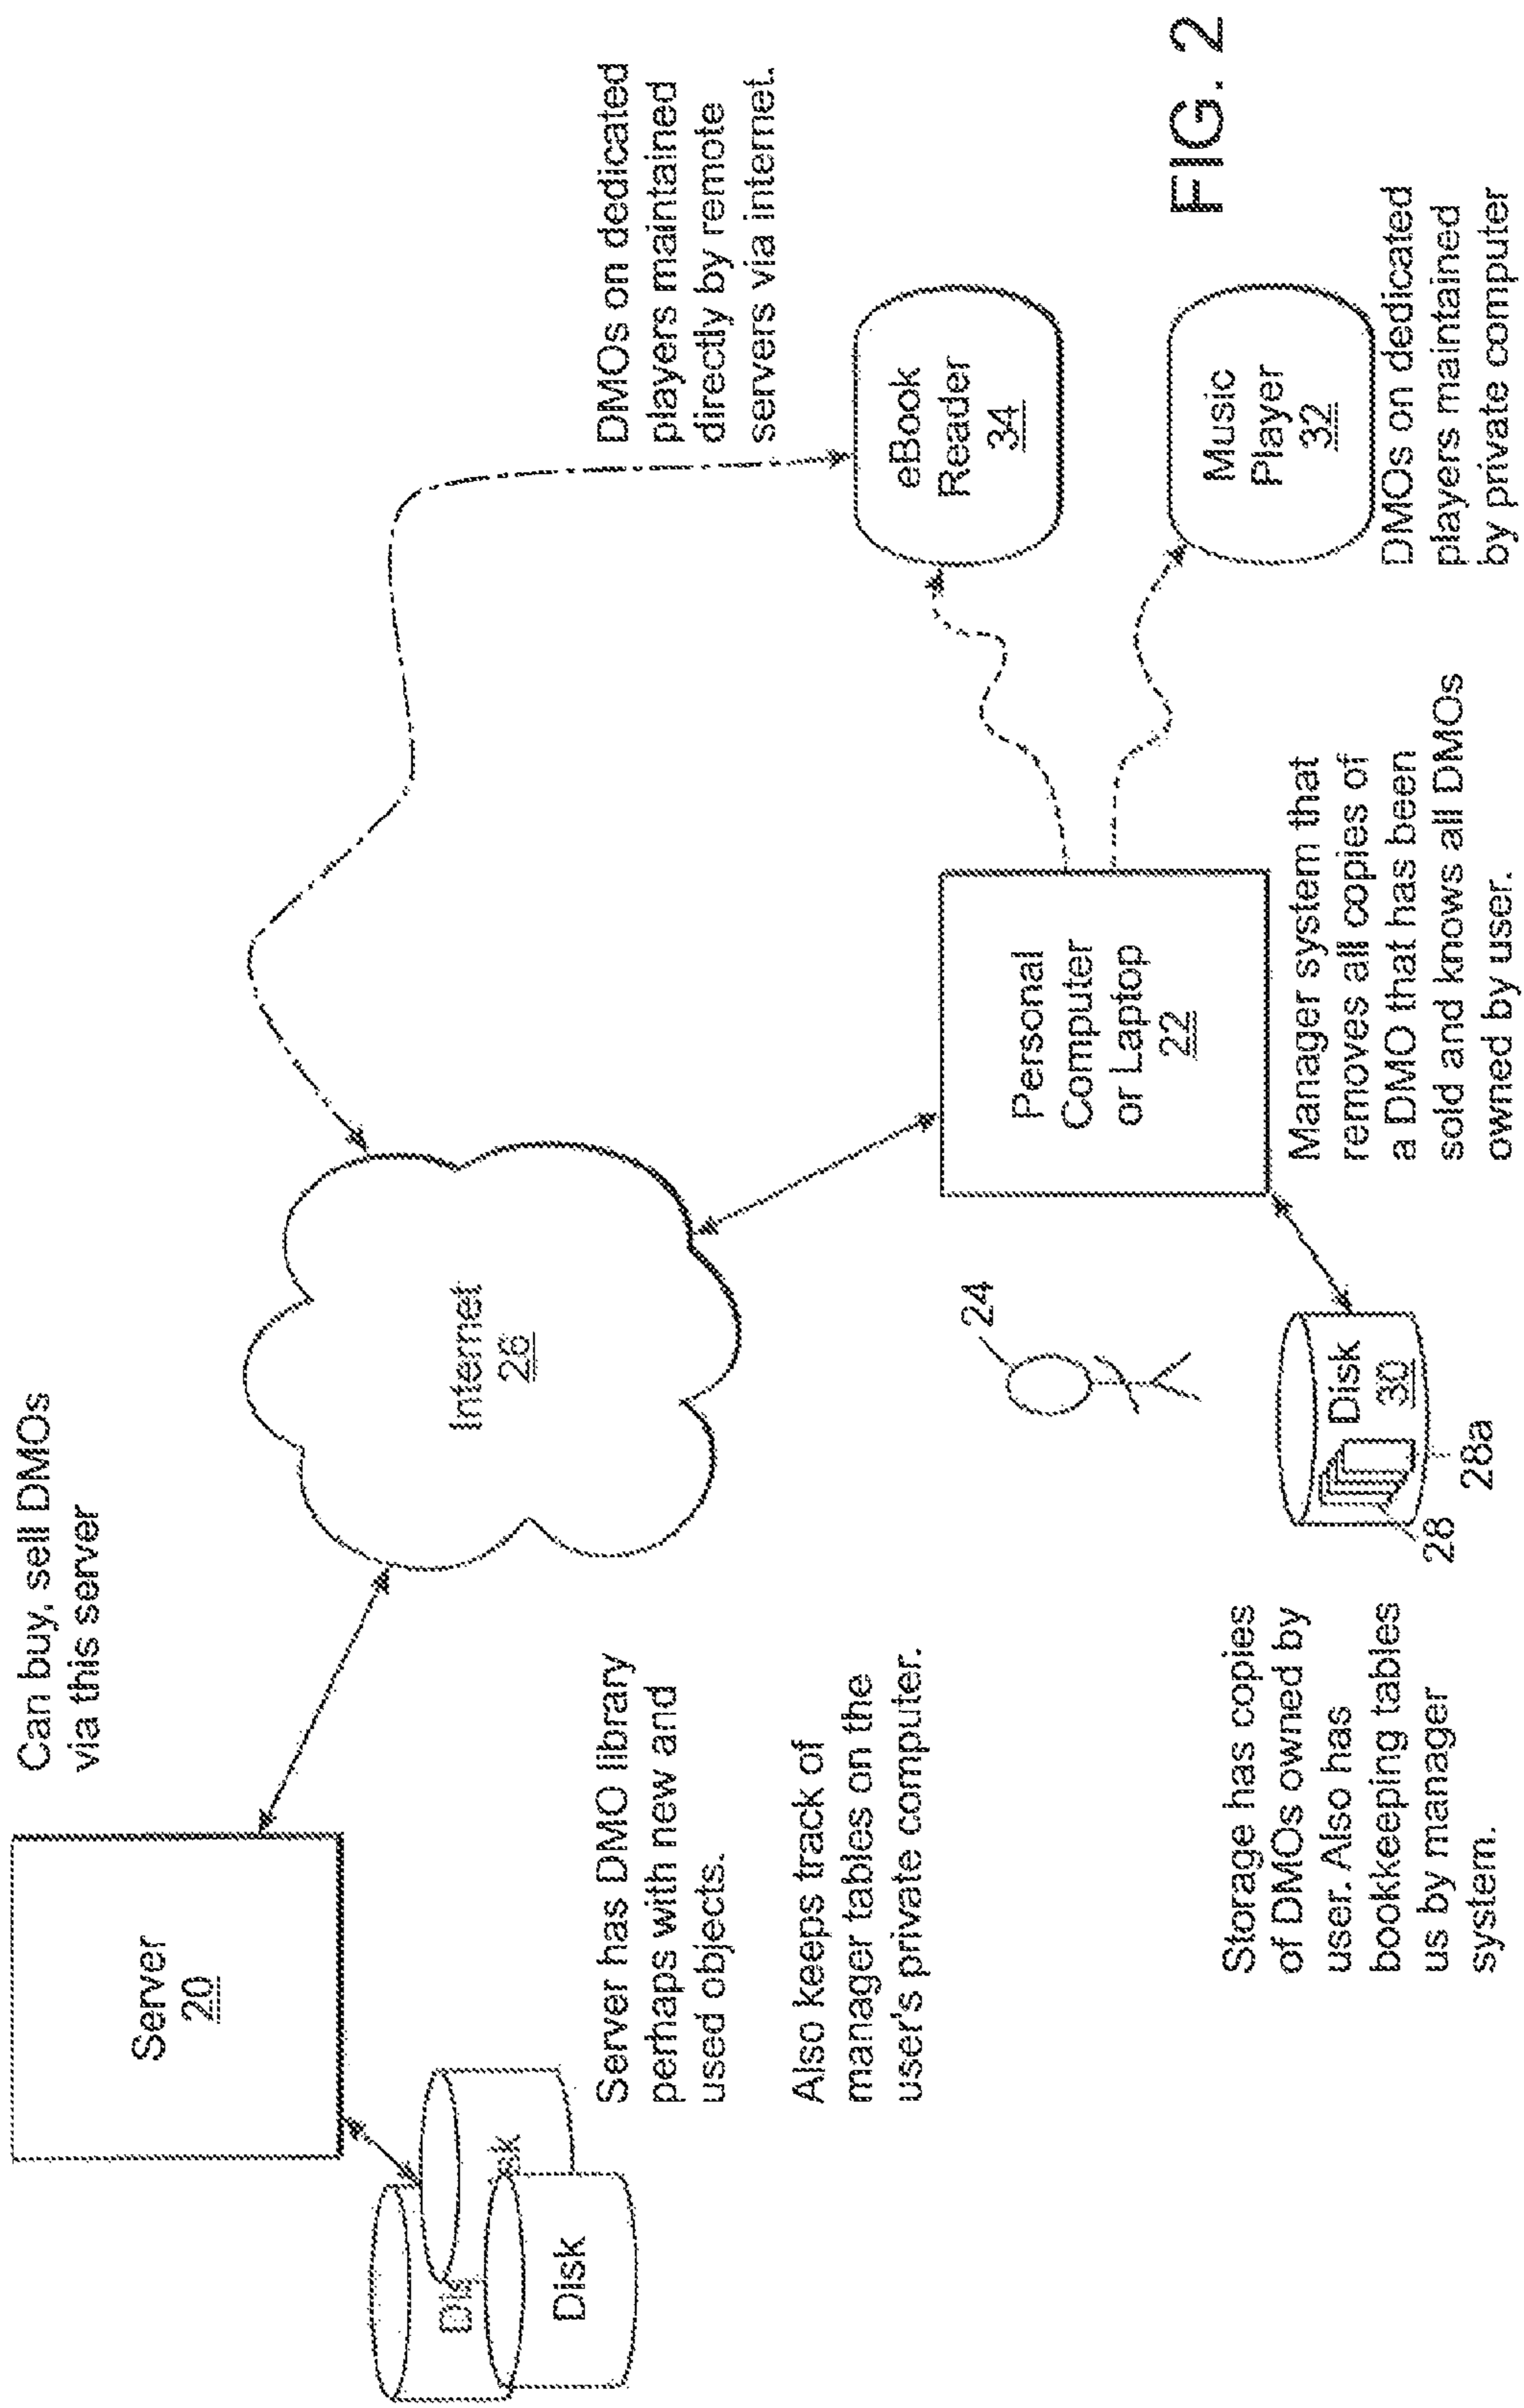 Can buy, sell DMOs
via this server
Server
20
Disk
Dis
sk
Server has DMO library
perhaps with new and
used objects.
Also keeps track of
manager tables on the
user's private computer.
Internet
26
DMOs on dedicated
players maintained
directly by remote
servers via internet.
24
Personal
Computer
or Laptop
22
eBook
Reader
34
Music
Player
32
Disk
30
28
28a
Storage has copies
of DMOs owned by
user. Also has
bookkeeping tables
us by manager
system.
Manager system that
removes all copies of
a DMO that has been
sold and knows all DMOs
owned by user.
DMOs on dedicated
players maintained
by private computer
FIG. 2